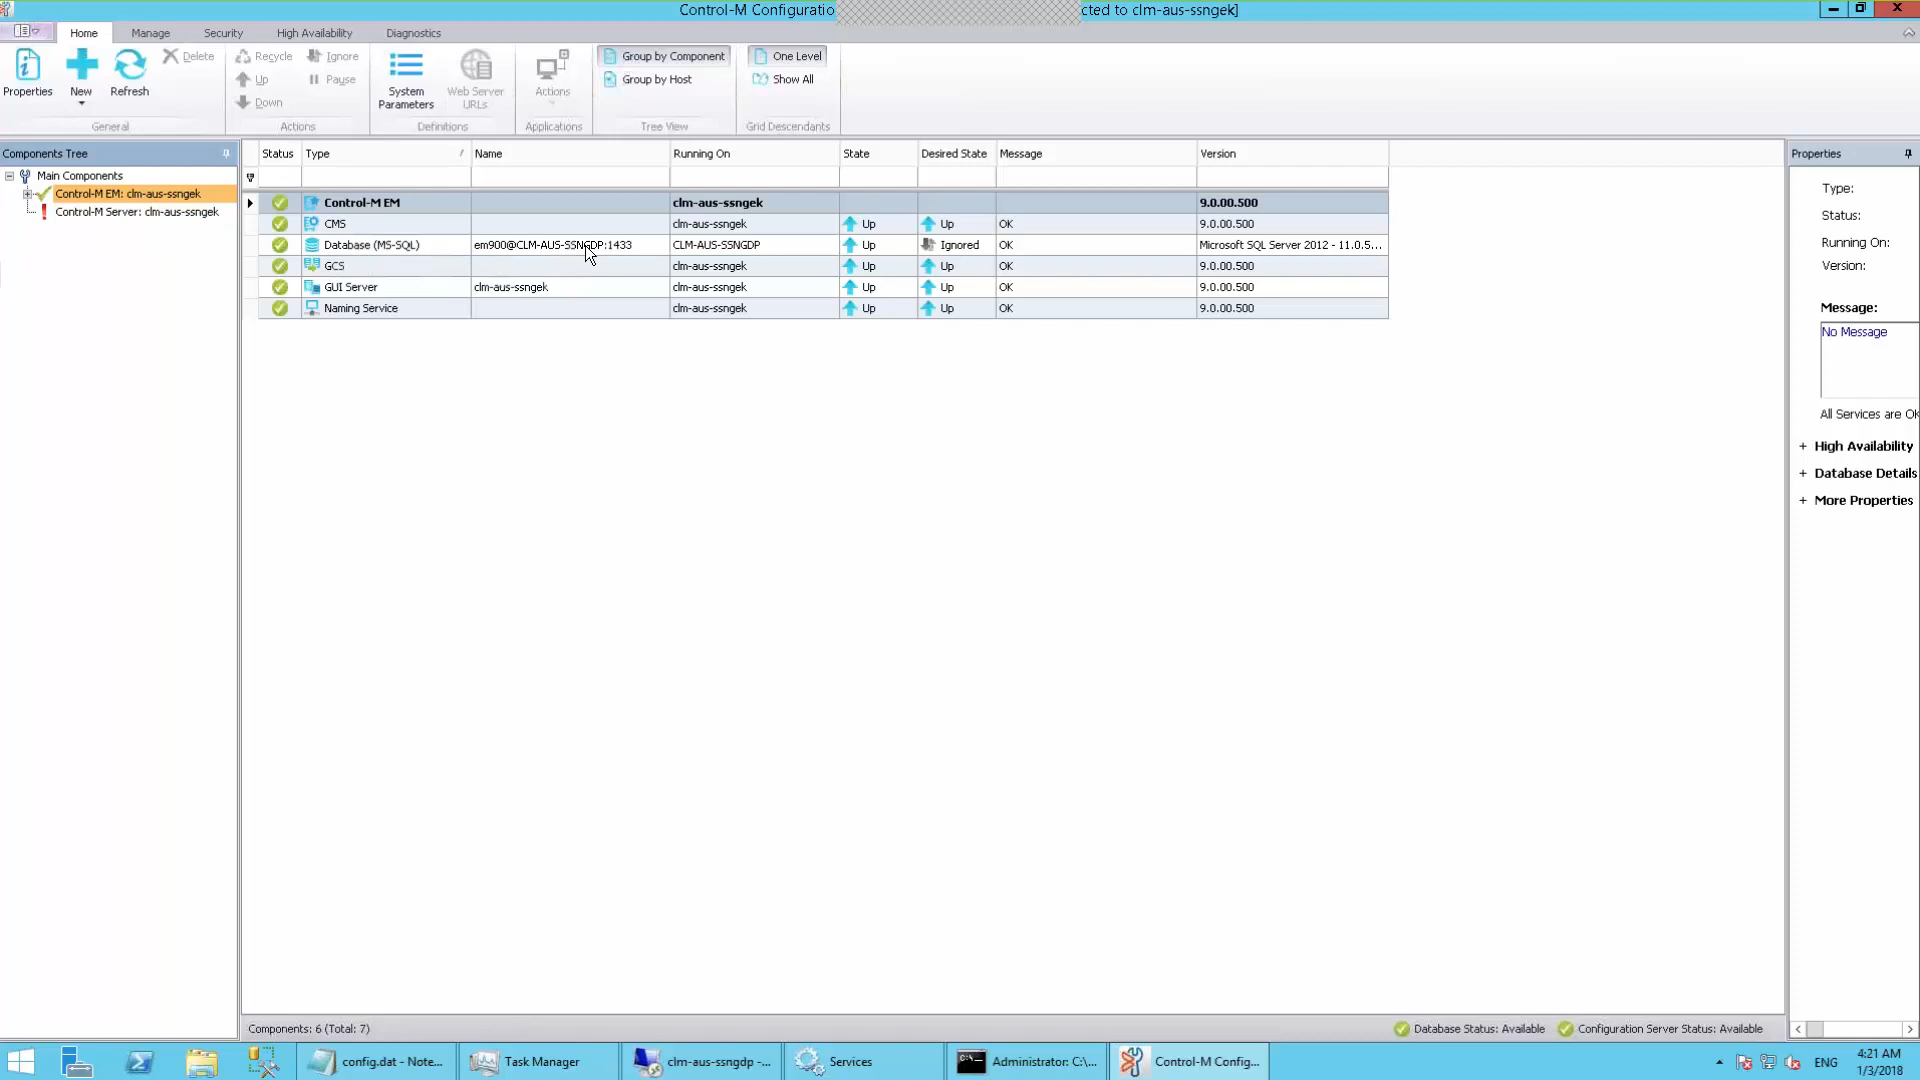 Control-M Configuratio cted to clm-aus-ssngek]
Home Manage Security High Availability Diagnostics
Properties New Refresh Delete
Recycle Ignore
Up Pause
Down
System Parameters
Web Server URLs
Actions
Group by Component
Group by Host
One Level
Show All
General Actions Definitions Applications Tree View Grid Descendants
Components Tree
Main Components
Control-M EM: clm-aus-ssngek
Control-M Server: clm-aus-ssngek
Status Type / Name Running On State Desired State Message Version
Control-M EM clm-aus-ssngek 9.0.00.500
CMS clm-aus-ssngek Up Up OK 9.0.00.500
Database (MS-SQL) em900@CLM-AUS-SSNGDP:1433 CLM-AUS-SSNGDP Up Ignored OK Microsoft SQL Server 2012 - 11.0.5...
GCS clm-aus-ssngek Up Up OK 9.0.00.500
GUI Server clm-aus-ssngek clm-aus-ssngek Up Up OK 9.0.00.500
Naming Service clm-aus-ssngek Up Up OK 9.0.00.500
Properties
Type:
Status:
Running On:
Version:
Message:
No Message
All Services are OK
+ High Availability
+ Database Details
+ More Properties
Components: 6 (Total: 7) Database Status: Available Configuration Server Status: Available
config.dat - Note... Task Manager clm-aus-ssngdp -... Services Administrator: C:\... Control-M Config... ENG
4:21 AM
1/3/2018